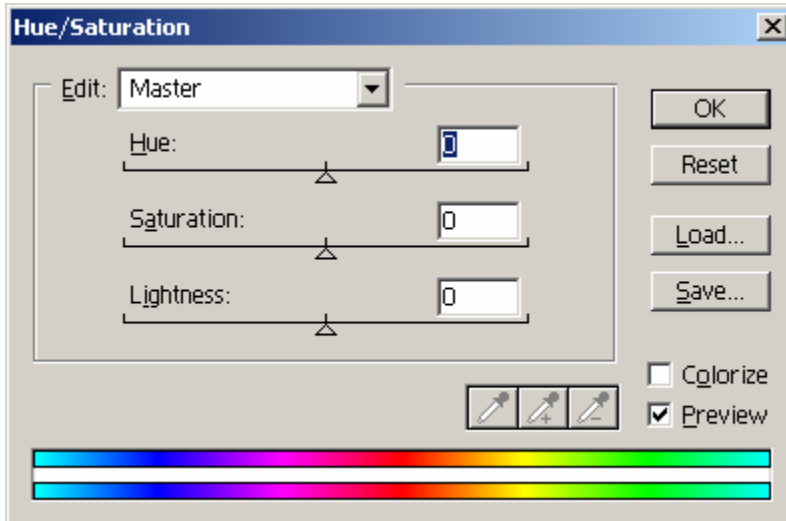 Hue/Saturation
Edit: Master
Hue: 0
Saturation: 0
Lightness: 0
OK
Reset
Load...
Save...
Colorize
Preview